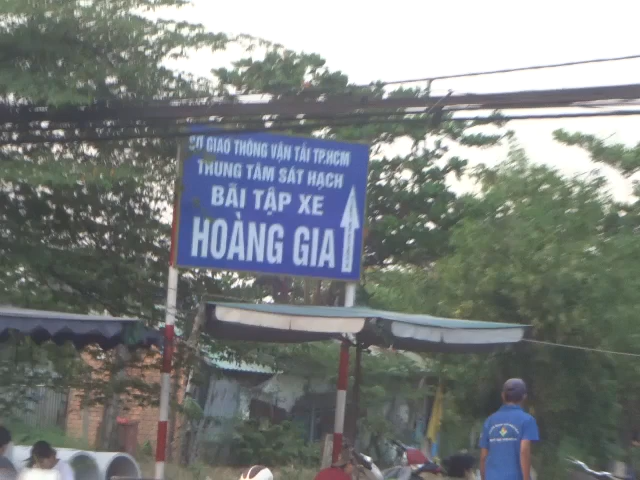 SỞ GIAO THÔNG VẬN TẢI TP.HCM
TRUNG TÂM SÁT HẠCH
BÃI TẬP XE
HOÀNG GIA